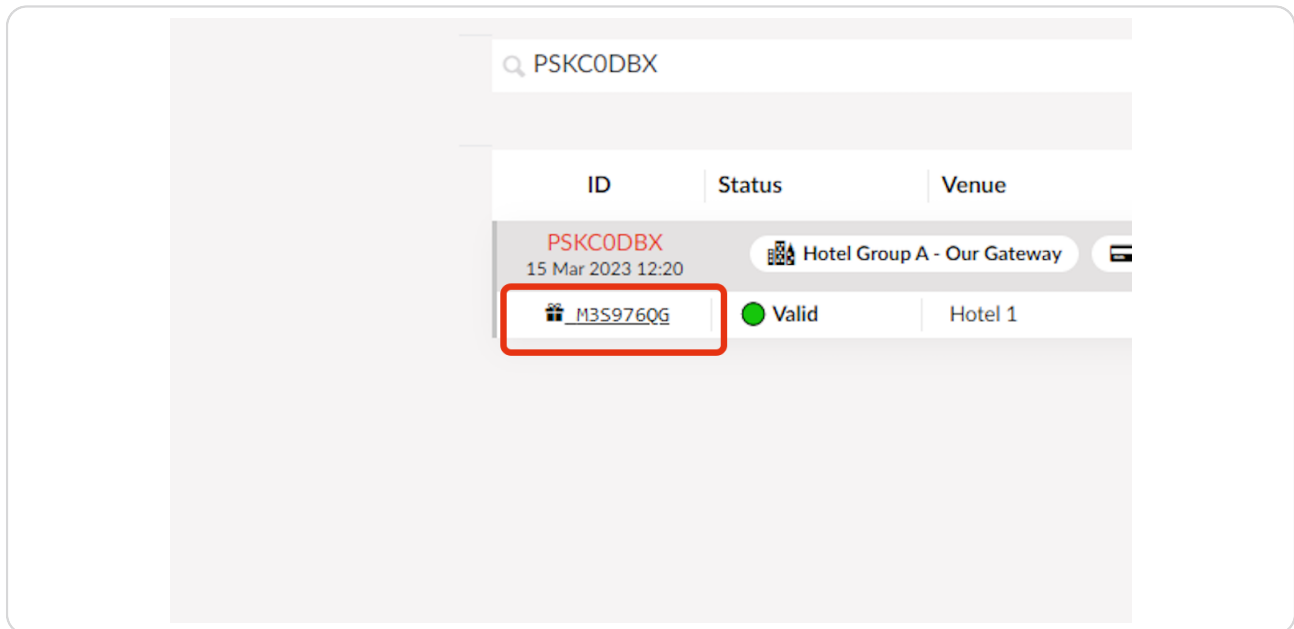 PSKC0DBX
ID Status Venue
PSKC0DBX Hotel Group A - Our Gateway
15 Mar 2023 12:20
M3S976QG Valid Hotel 1